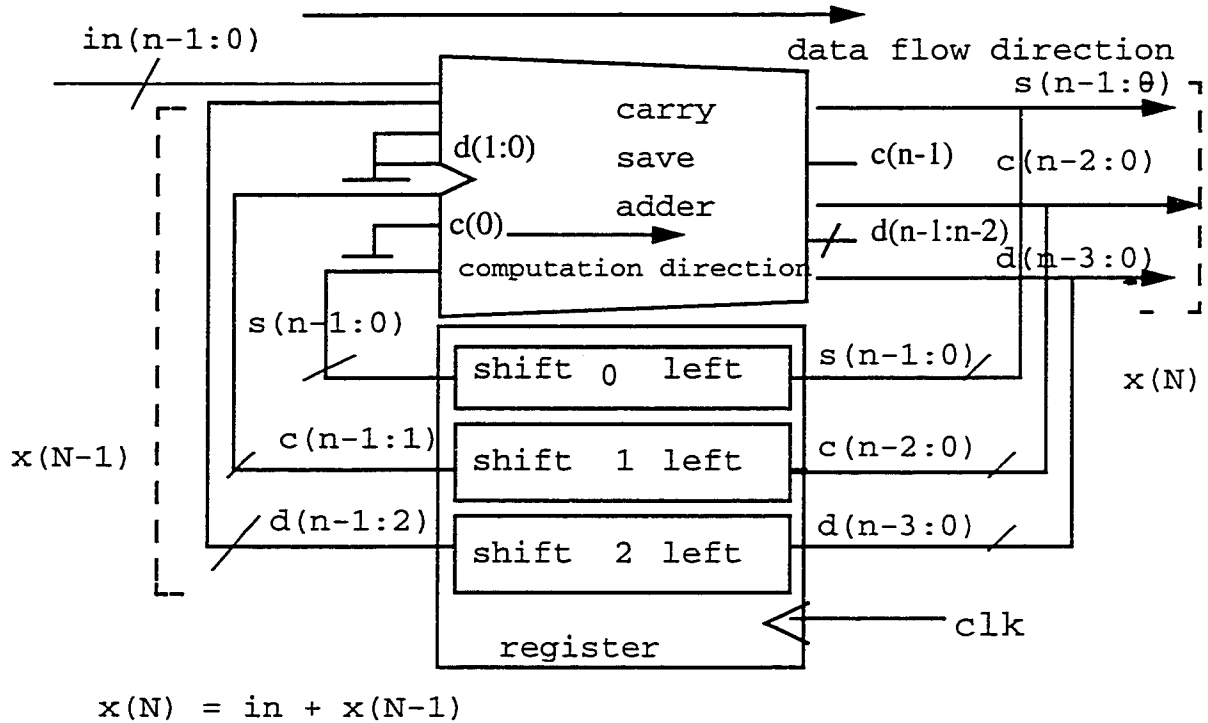 in(n-1:0)
data flow direction
s(n-1:θ)
carry
d(1:0)
save
c(n-1)
c(n-2:0)
adder
c(0)
d(n-1:n-2)
d(n-3:0)
computation direction
s(n-1:0)
shift 0 left
s(n-1:0)
x(N)
x(N-1)
c(n-1:1)
shift 1 left
c(n-2:0)
d(n-1:2)
shift 2 left
d(n-3:0)
clk
register
x(N) = in + x(N-1)